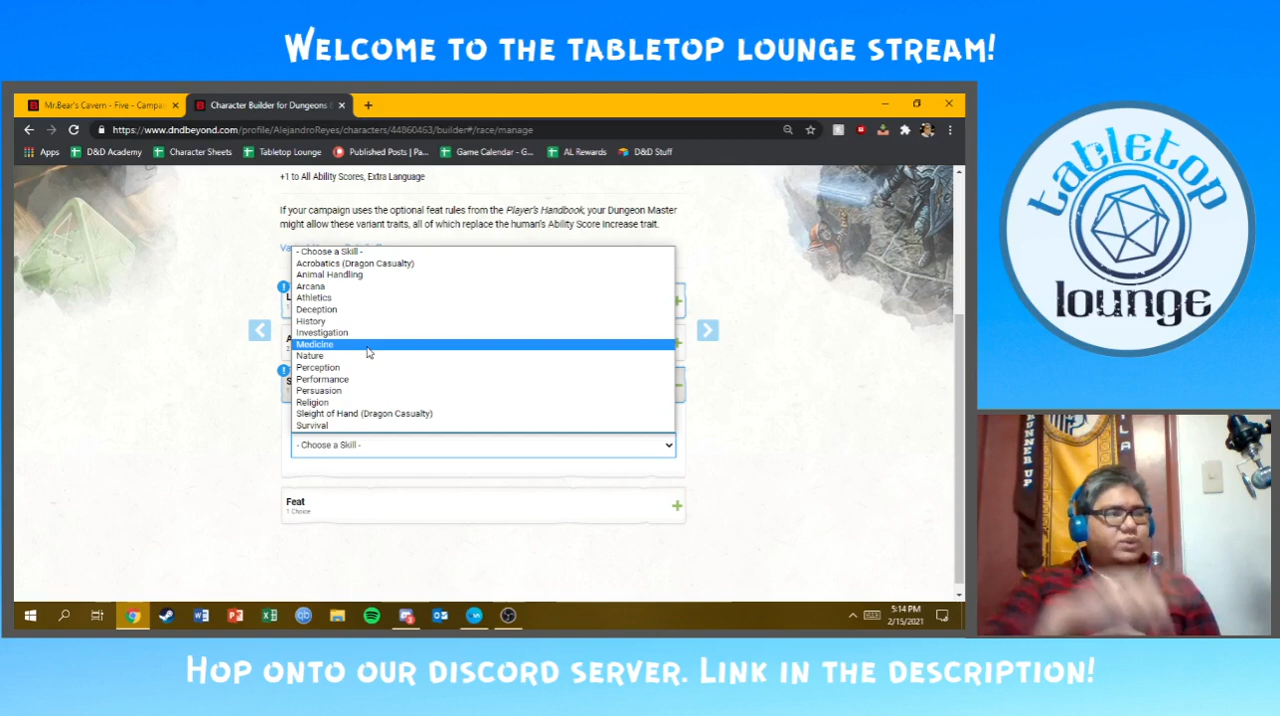 WELCOME TO THE TABLETOP LOUNGE STREAM!
Mr.Bear's Cavern - Five - Campa
Character Builder for Dungeons
https://www.dndbeyond.com/profile/AlejandroReyes/characters/44860463/builder#/race/manage
Apps D&D Academy Character Sheets Tabletop Lounge Published Posts | Pa... Game Calendar - G... AL Rewards D&D Stuff
+1 to All Ability Scores, Extra Language
If your campaign uses the optional feat rules from the Player's Handbook, your Dungeon Master
might allow these variant traits, all of which replace the human's Ability Score Increase trait.
- Choose a Skill -
Acrobatics (Dragon Casualty)
Animal Handling
Arcana
Athletics
Deception
History
Investigation
Medicine
Nature
Perception
Performance
Persuasion
Religion
Sleight of Hand (Dragon Casualty)
Survival
- Choose a Skill -
Feat
1 Choice
5:14 PM
2/15/2021
tabletop
lounge
RUNNER UP
ILA
HOP ONTO OUR DISCORD SERVER. LINK IN THE DESCRIPTION!